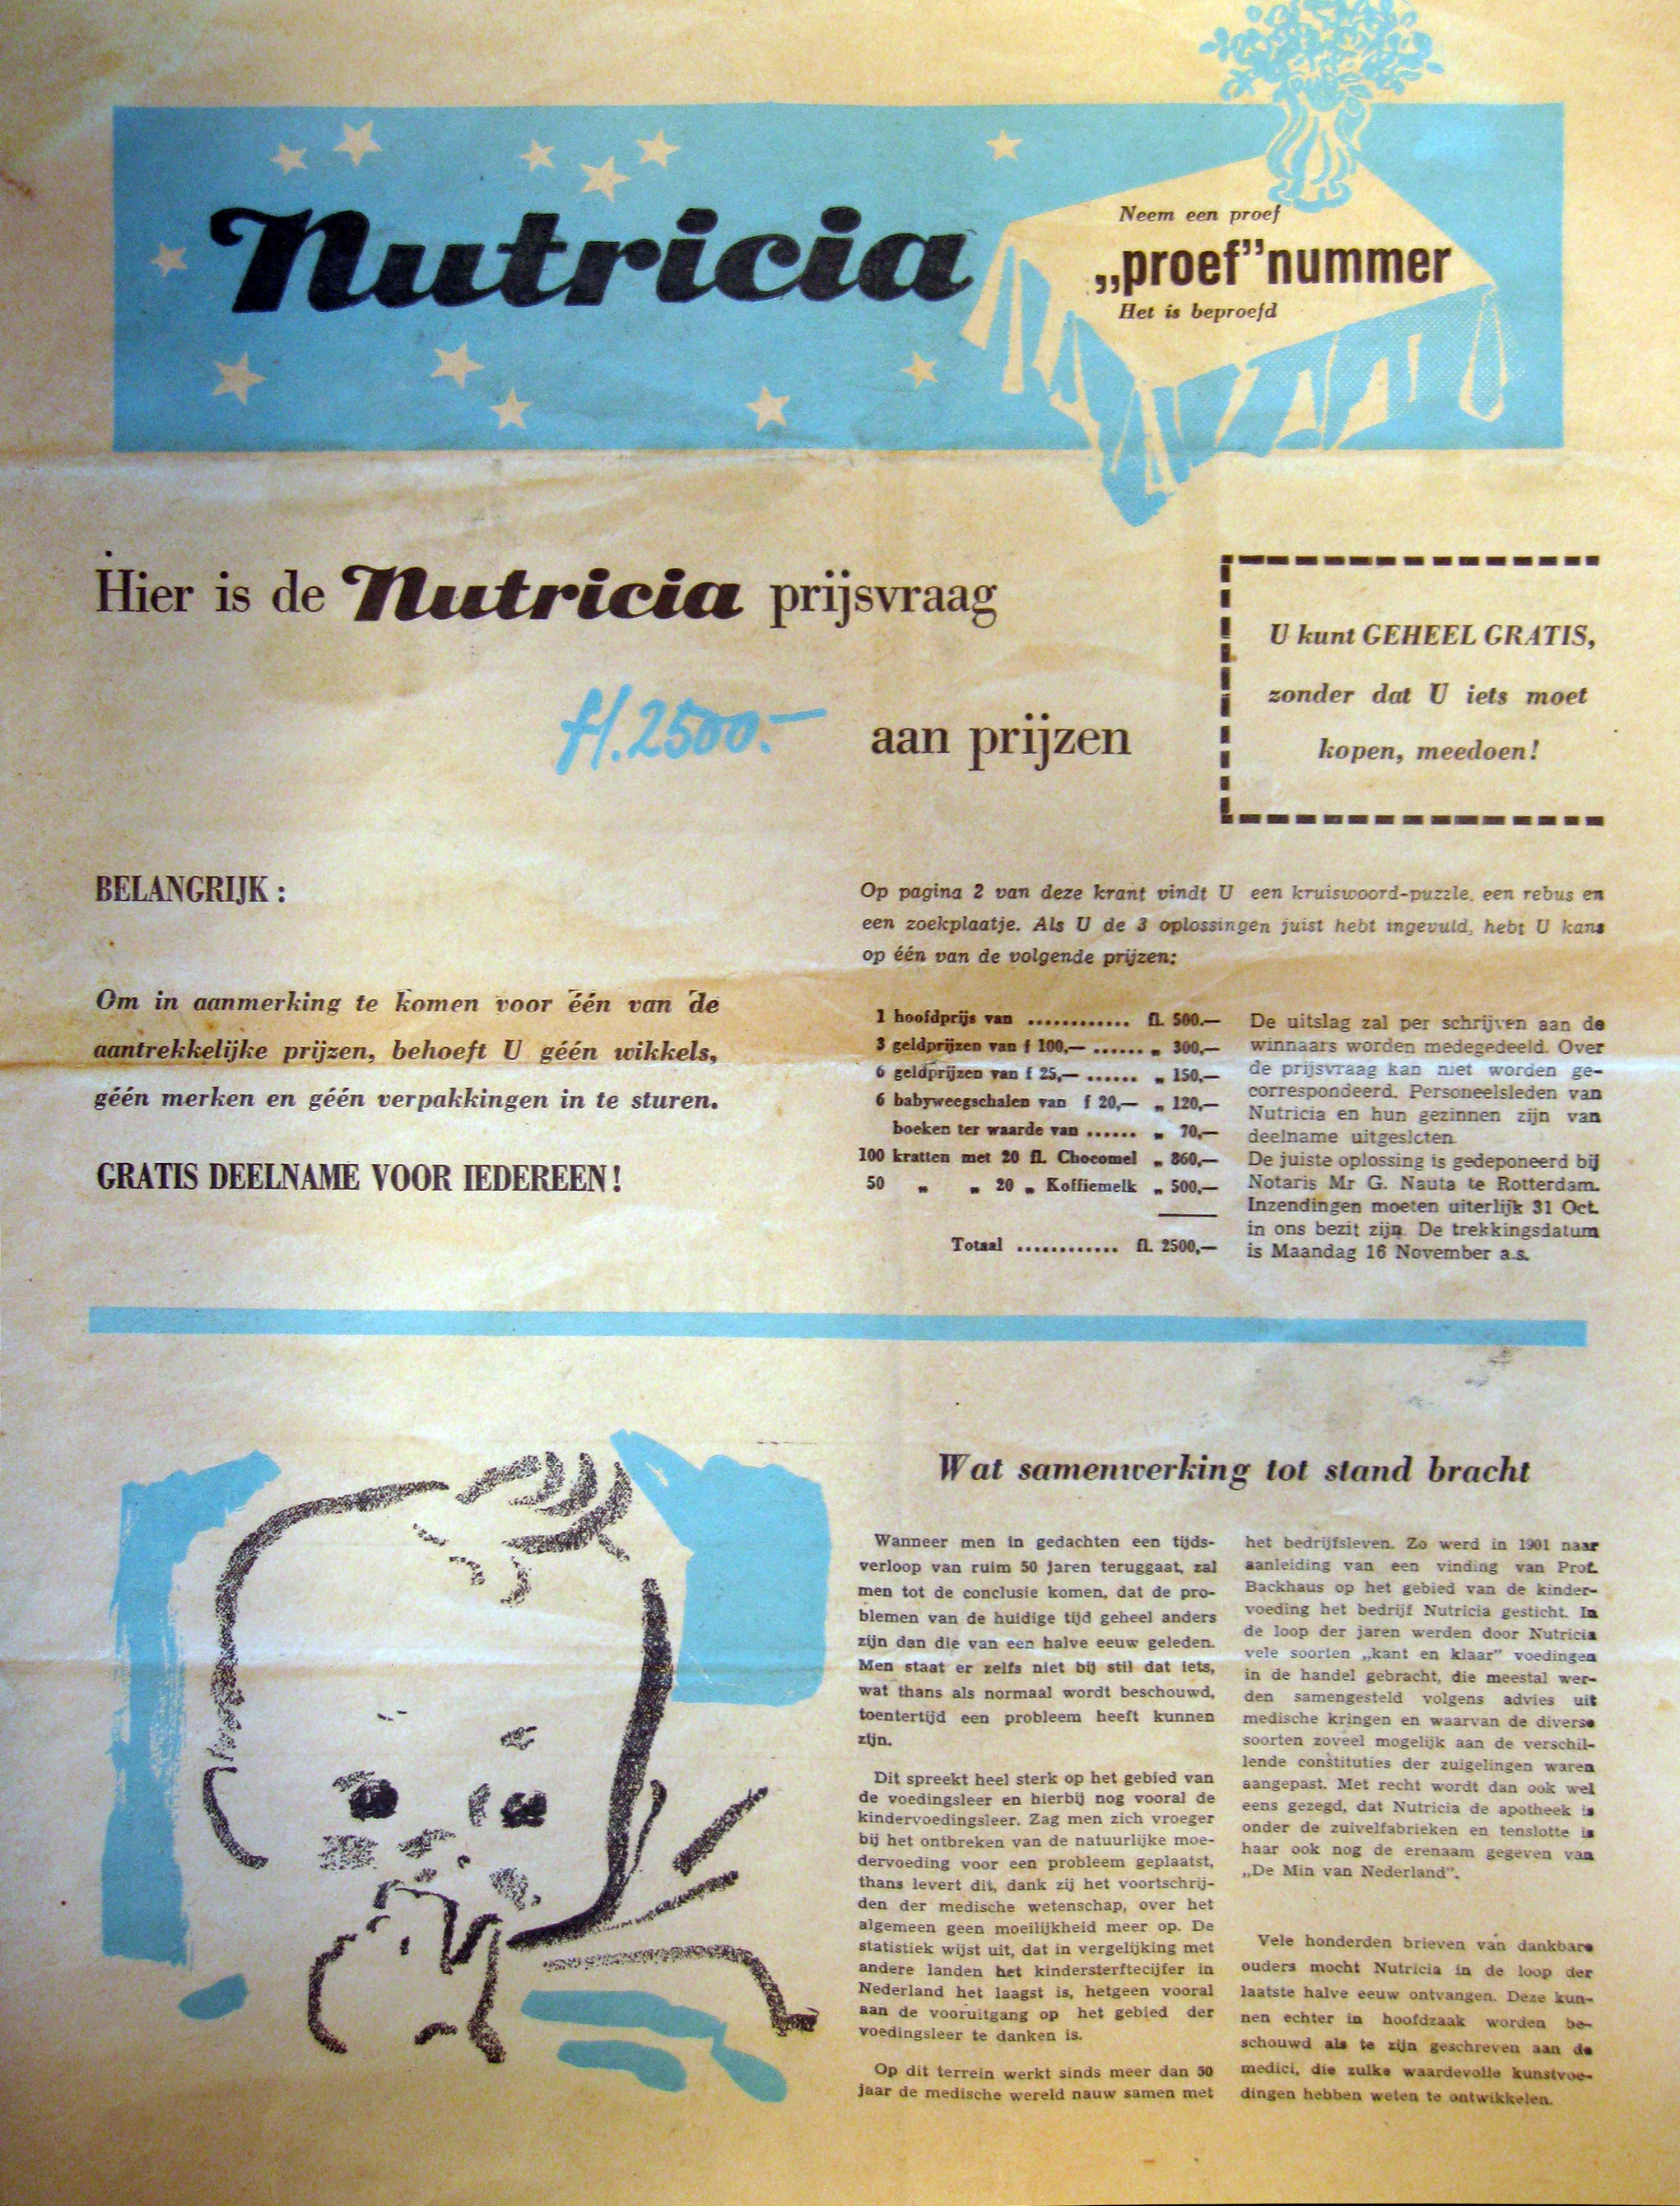 Nutricia
Neem een proef
„proef” nummer
Het is beproefd
Hier is de Nutricia prijsvraag
fl. 2500.-
aan prijzen
U kunt GEHEEL GRATIS,
zonder dat U iets moet
kopen, meedoen!
BELANGRIJK :
Om in aanmerking te komen voor één van de
aantrekkelijke prijzen, behoeft U géén wikkels,
géén merken en géén verpakkingen in te sturen.
GRATIS DEELNAME VOOR IEDEREEN!
Op pagina 2 van deze krant vindt U een kruiswoord-puzzle, een rebus en
een zoekplaatje. Als U de 3 oplossingen juist hebt ingevuld, hebt U kans
op één van de volgende prijzen:
1 hoofdprijs van ............ fl. 500.—
3 geldprijzen van f 100,— ...... „ 300,—
6 geldprijzen van f 25,— ...... „ 150,—
6 babyweegschalen van f 20,— „ 120,—
boeken ter waarde van ...... „ 70,—
100 kratten met 20 fl. Chocomel „ 860,—
50 „ „ 20 „ Koffiemelk „ 500,—
Totaal ............ fl. 2500,—
De uitslag zal per schrijven aan de
winnaars worden medegedeeld. Over
de prijsvraag kan niet worden ge-
correspondeerd. Personeelsleden van
Nutricia en hun gezinnen zijn van
deelname uitgesloten.
De juiste oplossing is gedeponeerd bij
Notaris Mr G. Nauta te Rotterdam.
Inzendingen moeten uiterlijk 31 Oct.
in ons bezit zijn. De trekkingsdatum
is Maandag 16 November a.s.
Wat samenwerking tot stand bracht
Wanneer men in gedachten een tijds-
verloop van ruim 50 jaren teruggaat, zal
men tot de conclusie komen, dat de pro-
blemen van de huidige tijd geheel anders
zijn dan die van een halve eeuw geleden.
Men staat er zelfs niet bij stil dat iets,
wat thans als normaal wordt beschouwd,
toentertijd een probleem heeft kunnen
zijn.
Dit spreekt heel sterk op het gebied van
de voedingsleer en hierbij nog vooral de
kindervoedingsleer. Zag men zich vroeger
bij het ontbreken van de natuurlijke moe-
dervoeding voor een probleem geplaatst,
thans levert dit, dank zij het voortschrij-
den der medische wetenschap, over het
algemeen geen moeilijkheid meer op. De
statistiek wijst uit, dat in vergelijking met
andere landen het kindersterftecijfer in
Nederland het laagst is, hetgeen vooral
aan de vooruitgang op het gebied der
voedingsleer te danken is.
Op dit terrein werkt sinds meer dan 50
jaar de medische wereld nauw samen met
het bedrijfsleven. Zo werd in 1901 naar
aanleiding van een vinding van Prof.
Backhaus op het gebied van de kinder-
voeding het bedrijf Nutricia gesticht. In
de loop der jaren werden door Nutricia
vele soorten „kant en klaar” voedingen
in de handel gebracht, die meestal wer-
den samengesteld volgens advies uit
medische kringen en waarvan de diverse
soorten zoveel mogelijk aan de verschil-
lende constituties der zuigelingen waren
aangepast. Met recht wordt dan ook wel
eens gezegd, dat Nutricia de apotheek is
onder de zuivelfabrieken en tenslotte is
haar ook nog de erenaam gegeven van
„De Min van Nederland”.
Vele honderden brieven van dankbare
ouders mocht Nutricia in de loop der
laatste halve eeuw ontvangen. Deze kun-
nen echter in hoofdzaak worden be-
schouwd als te zijn geschreven aan de
medici, die zulke waardevolle kunstvoe-
dingen hebben weten te ontwikkelen.